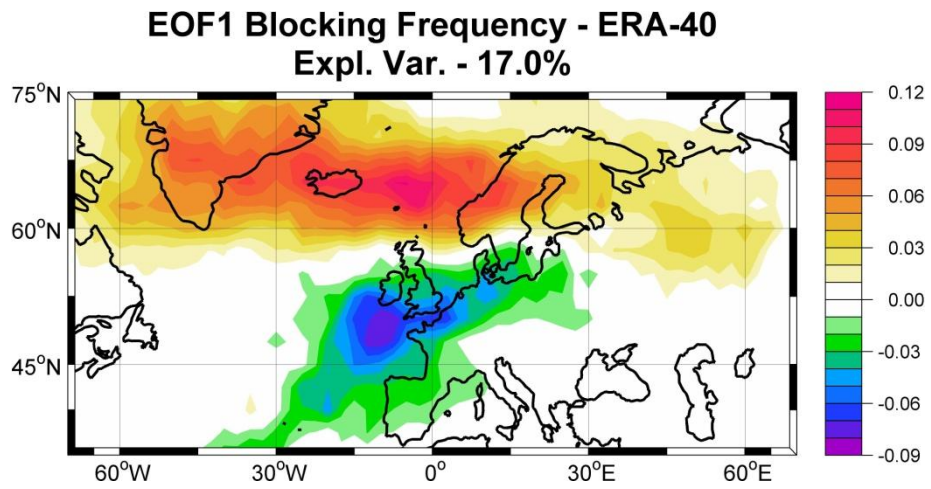 EOF1 Blocking Frequency - ERA-40
Expl. Var. - 17.0%
75°N
60°N
45°N
60°W
30°W
0°
30°E
60°E
0.12
0.09
0.06
0.03
0.00
-0.03
-0.06
-0.09